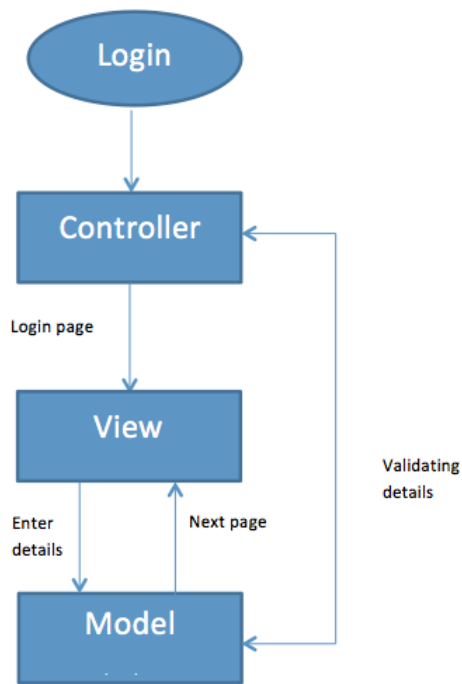 Login
Controller
Login page
View
Validating
details
Enter
details
Next page
Model